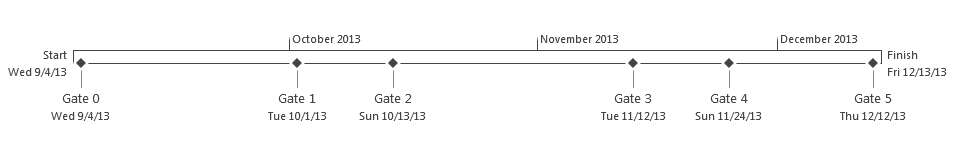 October 2013
November 2013
December 2013
Start
Wed 9/4/13
Finish
Fri 12/13/13
Gate 0
Wed 9/4/13
Gate 1
Tue 10/1/13
Gate 2
Sun 10/13/13
Gate 3
Tue 11/12/13
Gate 4
Sun 11/24/13
Gate 5
Thu 12/12/13